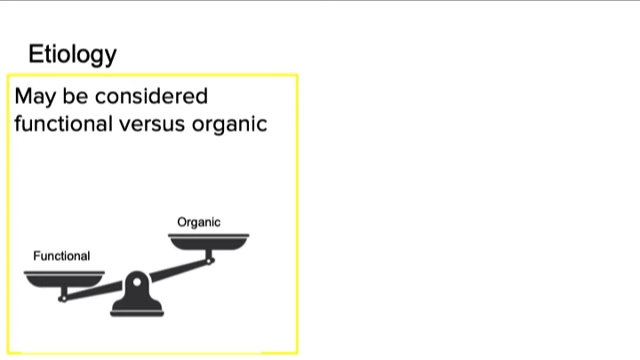 Etiology
May be considered
functional versus organic
Organic
Functional